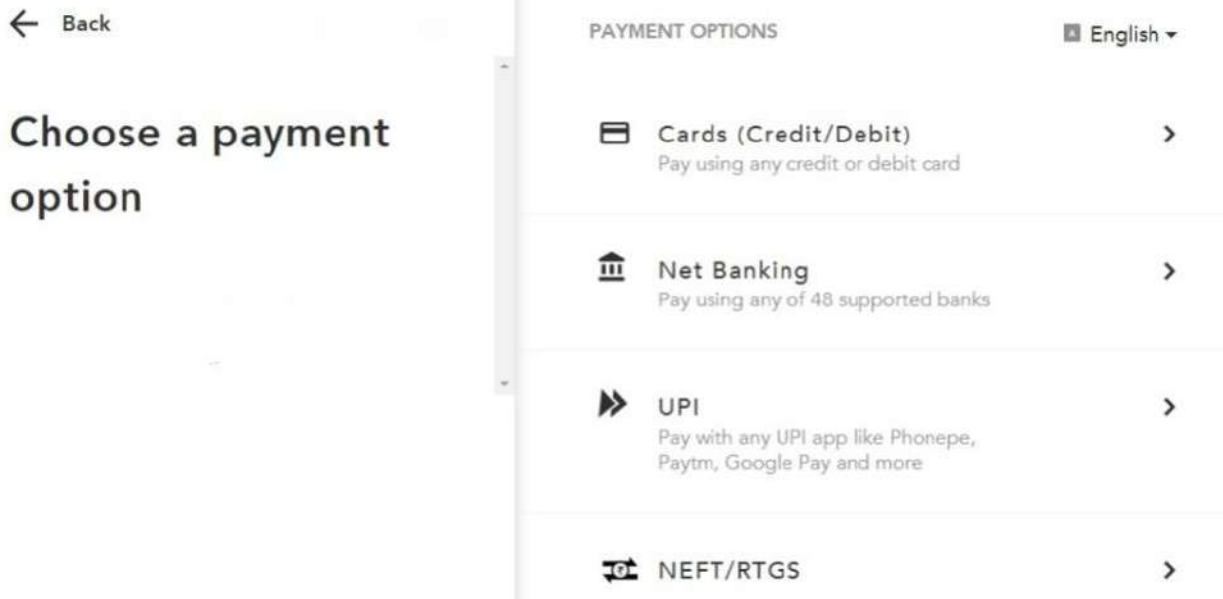 Back
Choose a payment
option
PAYMENT OPTIONS
English
Cards (Credit/Debit)
Pay using any credit or debit card
Net Banking
Pay using any of 48 supported banks
UPI
Pay with any UPI app like Phonepe,
Paytm, Google Pay and more
NEFT/RTGS